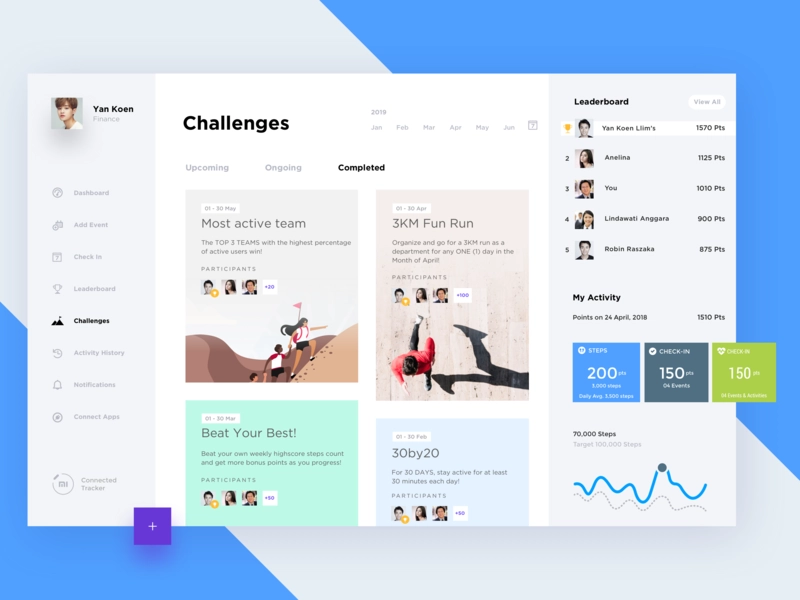 Yan Koen
Finance
Dashboard
Add Event
Check In
Leaderboard
Challenges
Activity History
Notifications
Connect Apps
Connected
Tracker
+
Challenges
2019
Jan Feb Mar Apr May Jun
Upcoming Ongoing Completed
01 - 30 May
Most active team
The TOP 3 TEAMS with the highest percentage
of active users win!
PARTICIPANTS
+20
01 - 30 Mar
Beat Your Best!
Beat your own weekly highscore steps count
and get more bonus points as you progress!
PARTICIPANTS
+50
01 - 30 Apr
3KM Fun Run
Organize and go for a 3KM run as a
department for any ONE (1) day in the
Month of April!
PARTICIPANTS
+100
01 - 30 Feb
30by20
For 30 DAYS, stay active for at least
30 minutes each day!
PARTICIPANTS
+50
Leaderboard View All
Yan Koen Llim's 1570 Pts
2 Anelina 1125 Pts
3 You 1010 Pts
4 Lindawati Anggara 900 Pts
5 Robin Raszaka 875 Pts
My Activity
Points on 24 April, 2018 1510 Pts
STEPS
200 pts
3,000 steps
Daily Avg. 3,500 steps
CHECK-IN
150 pts
04 Events
CHECK-IN
150 pts
04 Events & Activities
70,000 Steps
Target 100,000 Steps